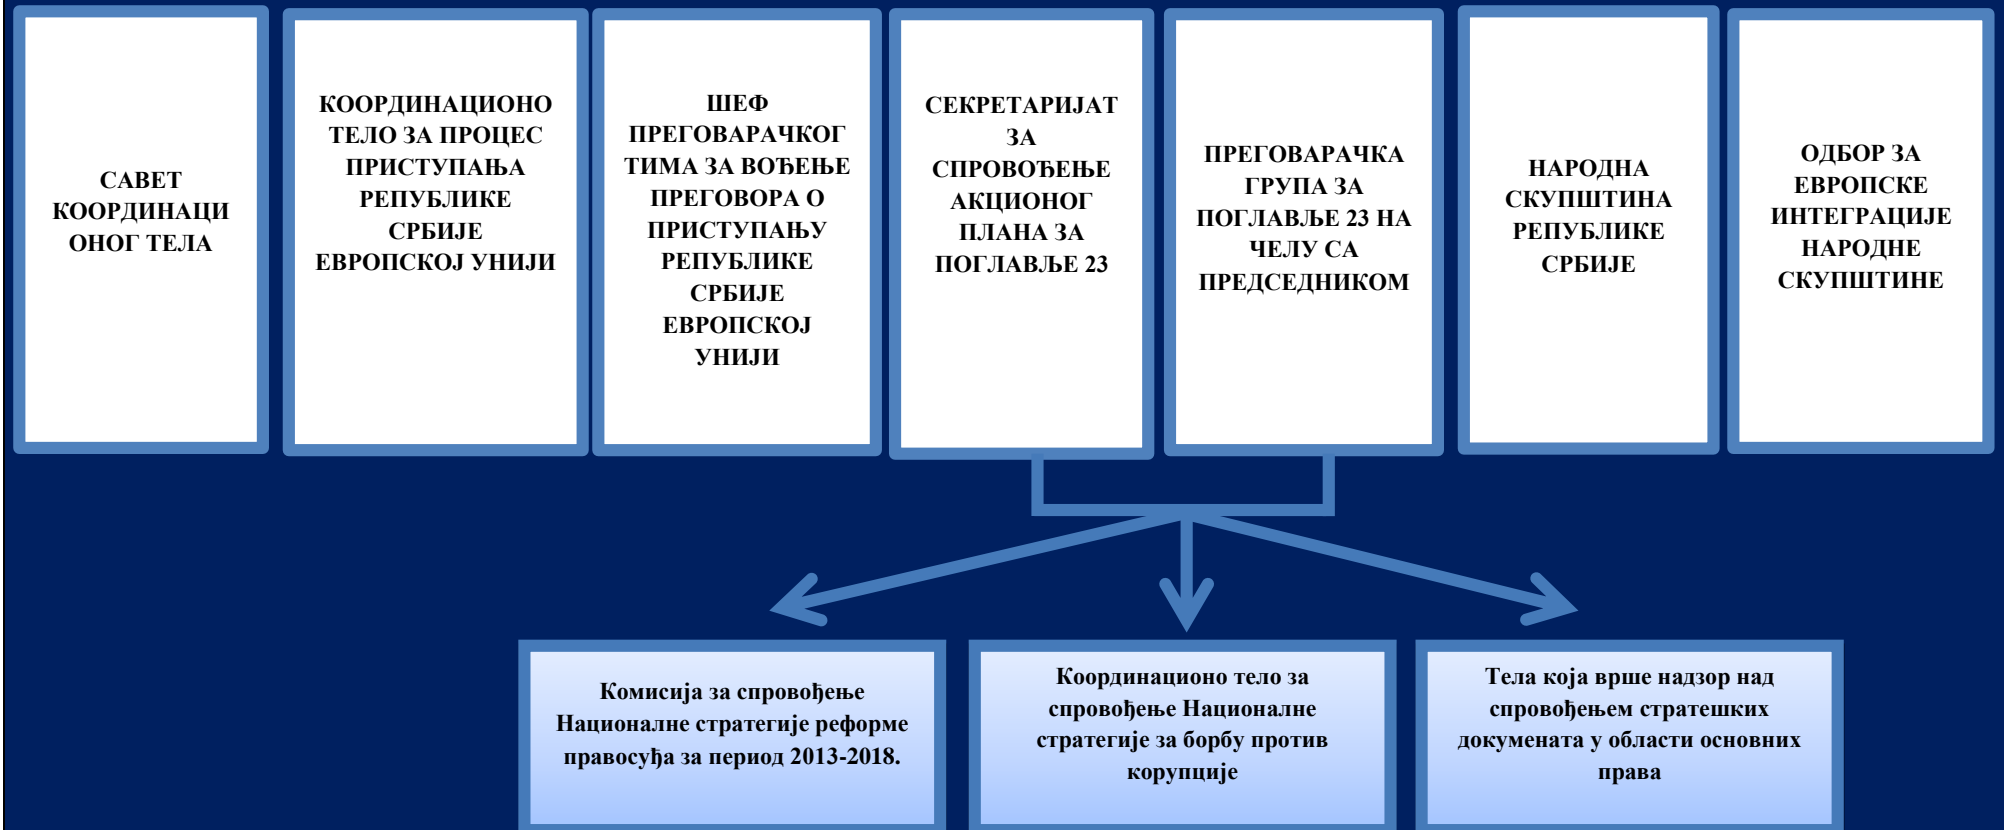 САВЕТ
КООРДИНАЦИ
ОНОГ ТЕЛА
КООРДИНАЦИОНО
ТЕЛО ЗА ПРОЦЕС
ПРИСТУПАЊА
РЕПУБЛИКЕ
СРБИЈЕ
ЕВРОПСКОЈ УНИЈИ
ШЕФ
ПРЕГОВАРАЧКОГ
ТИМА ЗА ВОЂЕЊЕ
ПРЕГОВОРА О
ПРИСТУПАЊУ
РЕПУБЛИКЕ
СРБИЈЕ
ЕВРОПСКОЈ
УНИЈИ
СЕКРЕТАРИЈАТ
ЗА
СПРОВОЂЕЊЕ
АКЦИОНОГ
ПЛАНА ЗА
ПОГЛАВЉЕ 23
ПРЕГОВАРАЧКА
ГРУПА ЗА
ПОГЛАВЉЕ 23 НА
ЧЕЛУ СА
ПРЕДСЕДНИКОМ
НАРОДНА
СКУПШТИНА
РЕПУБЛИКЕ
СРБИЈЕ
ОДБОР ЗА
ЕВРОПСКЕ
ИНТЕГРАЦИЈЕ
НАРОДНЕ
СКУПШТИНЕ
Комисија за спровођење
Националне стратегије реформе
правосуђа за период 2013-2018.
Координационо тело за
спровођење Националне
стратегије за борбу против
корупције
Тела која врше надзор над
спровођењем стратешких
докумената у области основних
права